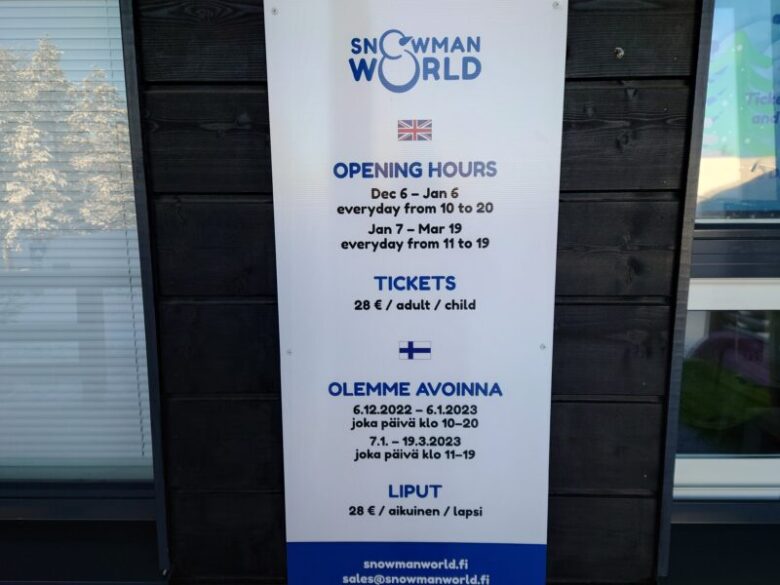 SNOWMAN
WORLD
OPENING HOURS
Dec 6 – Jan 6
everyday from 10 to 20
Jan 7 – Mar 19
everyday from 11 to 19
TICKETS
28 € / adult / child
OLEMME AVOINNA
6.12.2022 – 6.1.2023
joka päivä klo 10–20
7.1. – 19.3.2023
joka päivä klo 11–19
LIPUT
28 € / aikuinen / lapsi
snowmanworld.fi
sales@snowmanworld.fi
and